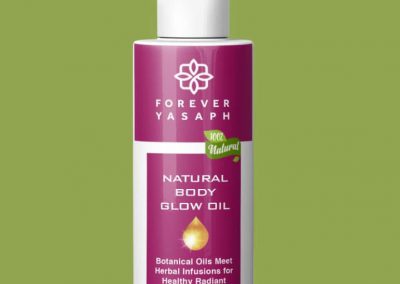 FOREVER
YASAPH
100%
Natural
NATURAL
BODY
GLOW OIL
Botanical Oils Meet
Herbal Infusions for
Healthy Radiant